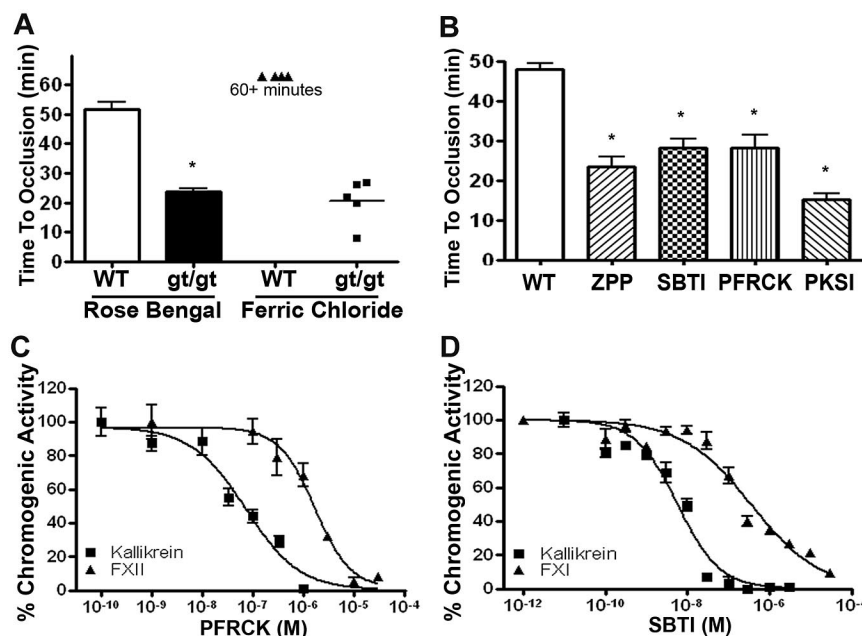 A
Time To Occlusion (min)
60
50
40
30
20
10
0
60+ minutes
*
WT gt/gt WT gt/gt
Rose Bengal Ferric Chloride
B
Time To Occlusion (min)
50
40
30
20
10
0
* * * *
WT ZPP SBTI PFRCK PKSI
C
% Chromogenic Activity
120
100
80
60
40
20
0
Kallikrein
FXII
10⁻¹⁰ 10⁻⁹ 10⁻⁸ 10⁻⁷ 10⁻⁶ 10⁻⁵ 10⁻⁴
PFRCK (M)
D
% Chromogenic Activity
120
100
80
60
40
20
0
Kallikrein
FXI
10⁻¹² 10⁻¹⁰ 10⁻⁸ 10⁻⁶
SBTI (M)